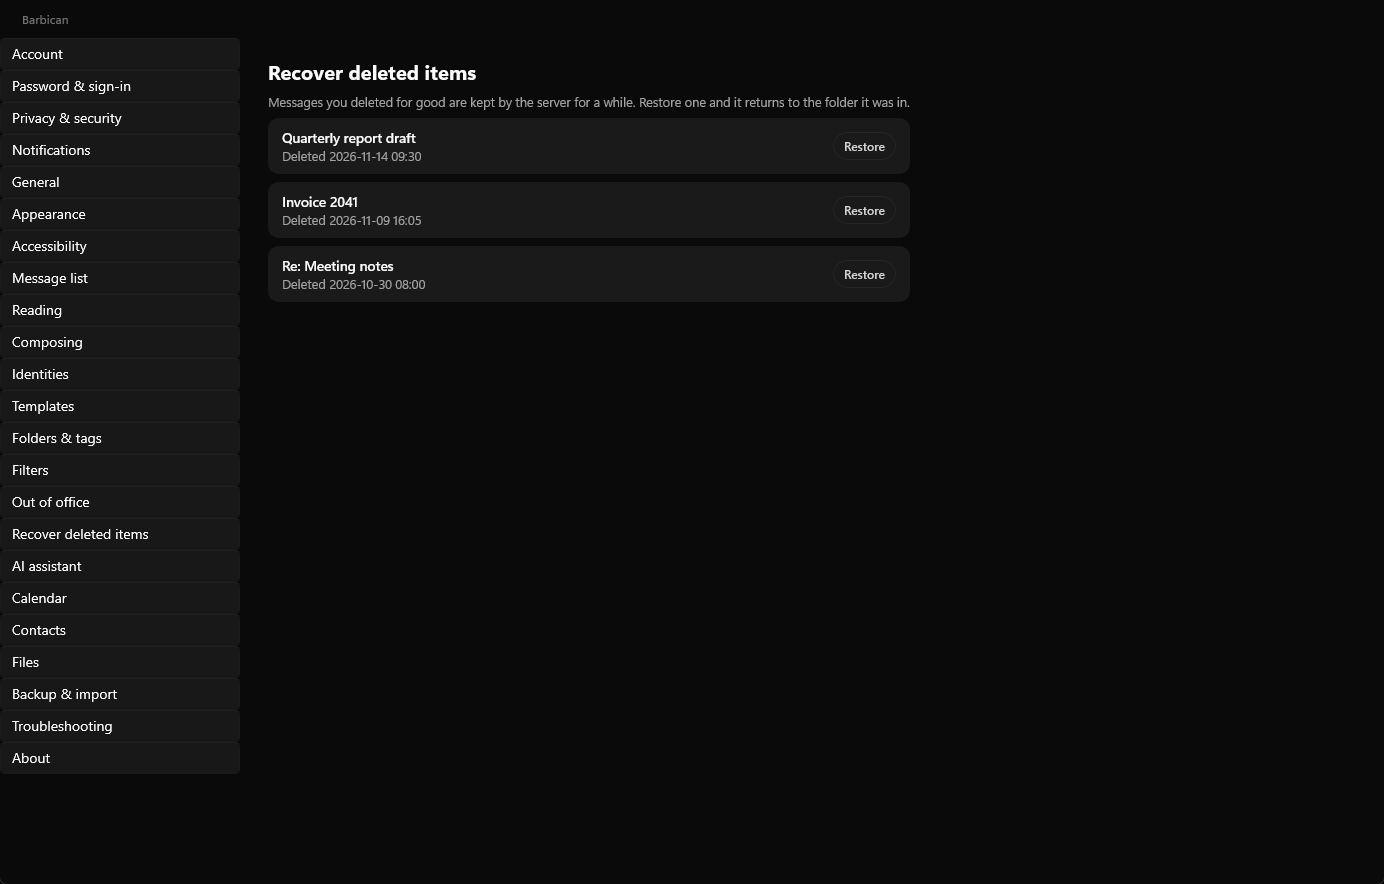 Barbican
Account
Password & sign-in
Privacy & security
Notifications
General
Appearance
Accessibility
Message list
Reading
Composing
Identities
Templates
Folders & tags
Filters
Out of office
Recover deleted items
AI assistant
Calendar
Contacts
Files
Backup & import
Troubleshooting
About
Recover deleted items
Messages you deleted for good are kept by the server for a while. Restore one and it returns to the folder it was in.
Quarterly report draft
Deleted 2026-11-14 09:30
Restore
Invoice 2041
Deleted 2026-11-09 16:05
Restore
Re: Meeting notes
Deleted 2026-10-30 08:00
Restore